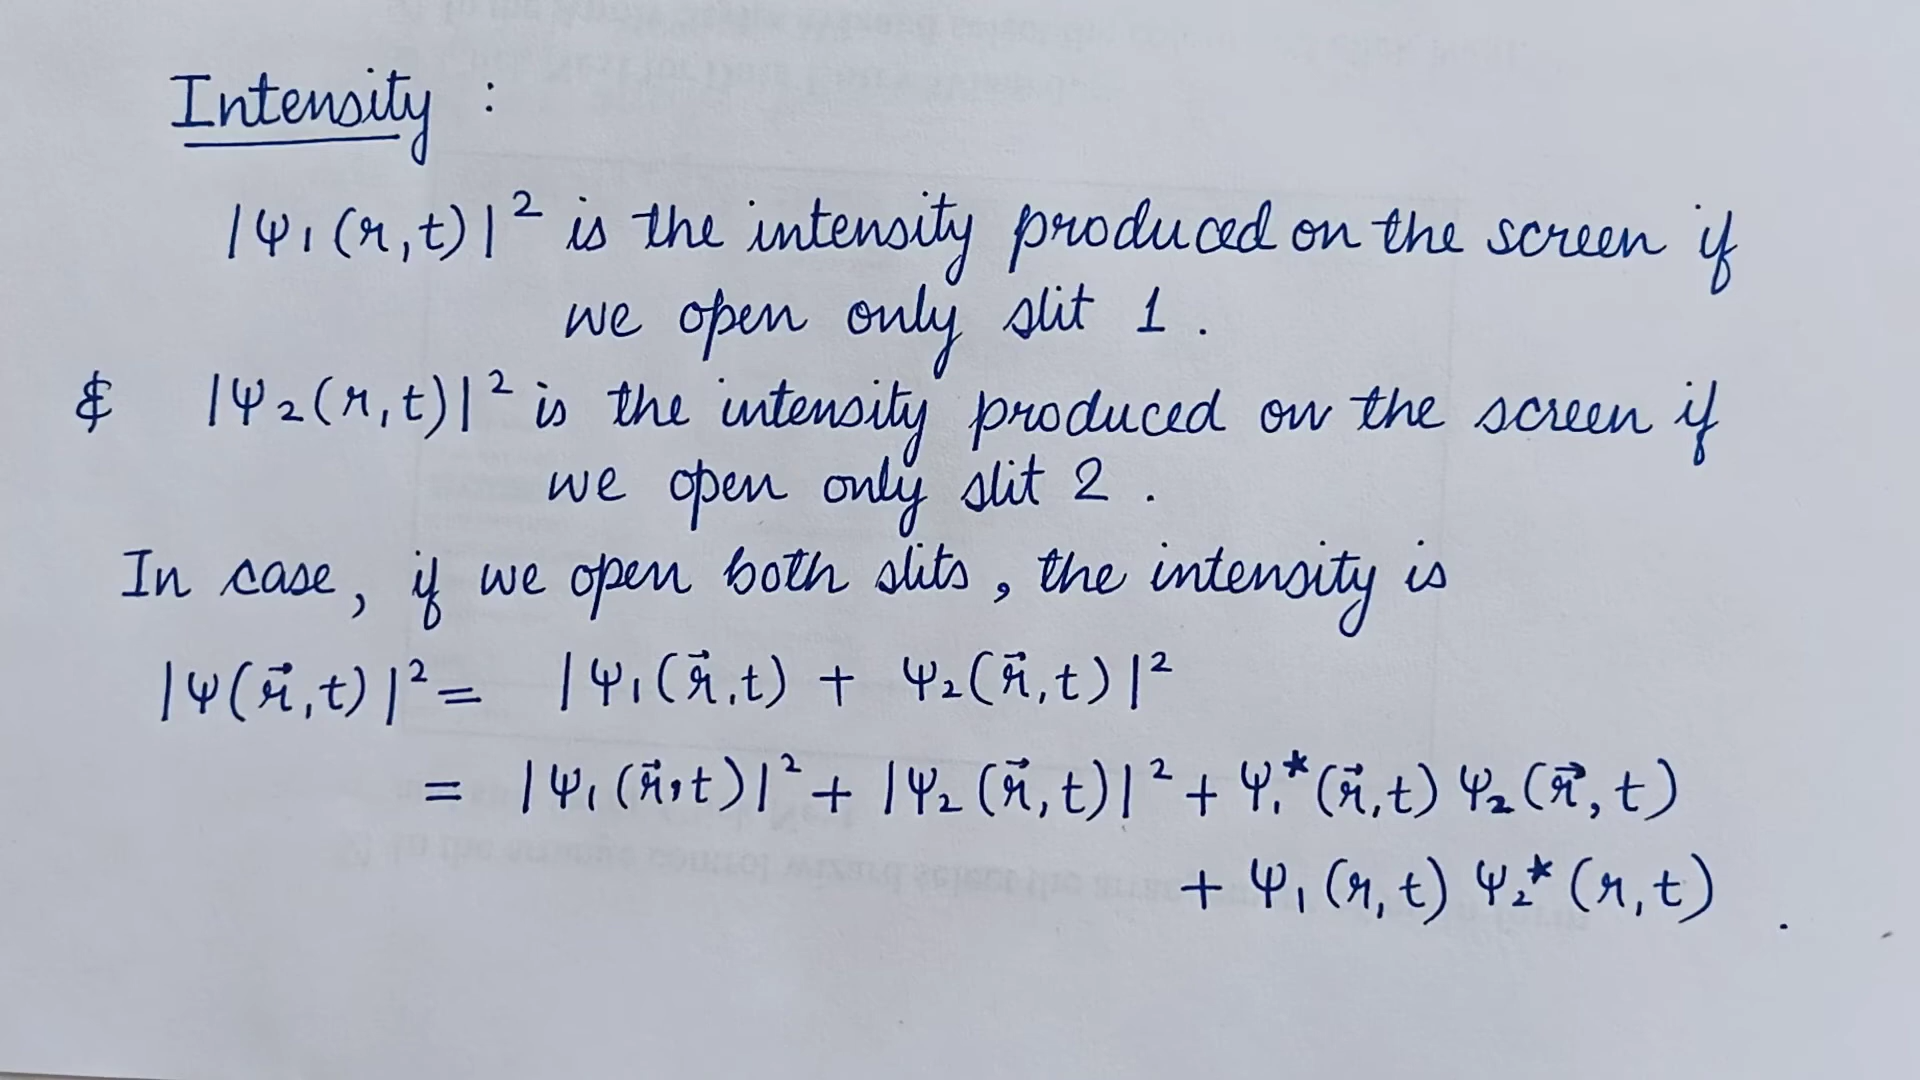 Intensity :
|Ψ₁(r,t)|² is the intensity produced on the screen if
we open only slit 1.
& |Ψ₂(r,t)|² is the intensity produced on the screen if
we open only slit 2.
In case, if we open both slits, the intensity is
|Ψ(r⃗,t)|² = |Ψ₁(r⃗,t) + Ψ₂(r⃗,t)|²
= |Ψ₁(r⃗,t)|² + |Ψ₂(r⃗,t)|² + Ψ₁*(r⃗,t) Ψ₂(r⃗,t)
+ Ψ₁(r,t) Ψ₂*(r,t).